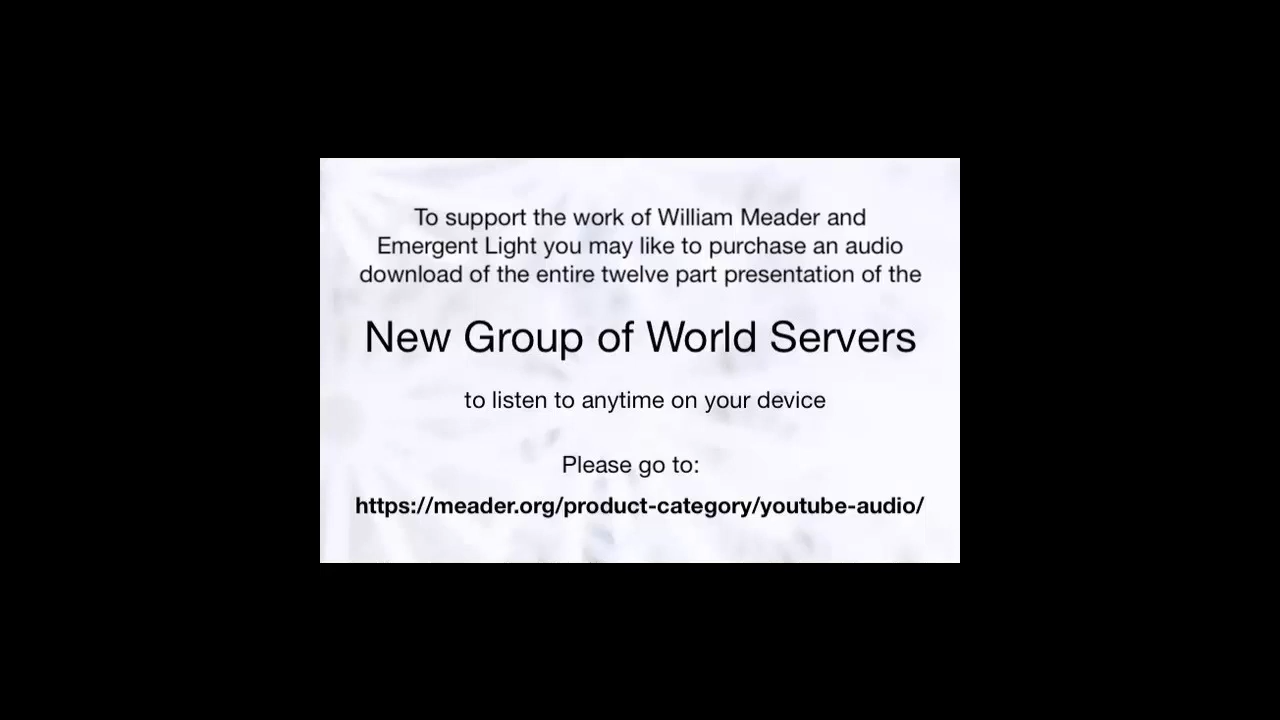 To support the work of William Meader and
Emergent Light you may like to purchase an audio
download of the entire twelve part presentation of the
New Group of World Servers
to listen to anytime on your device
Please go to:
https://meader.org/product-category/youtube-audio/